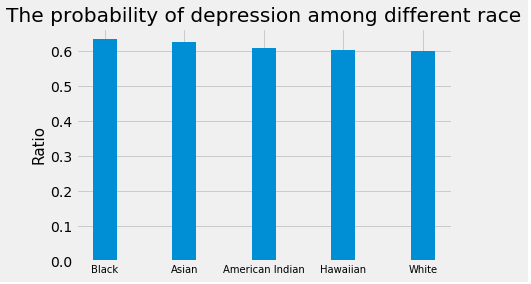 The probability of depression among different race
Ratio
0.6
0.5
0.4
0.3
0.2
0.1
0.0
Black
Asian
American Indian
Hawaiian
White